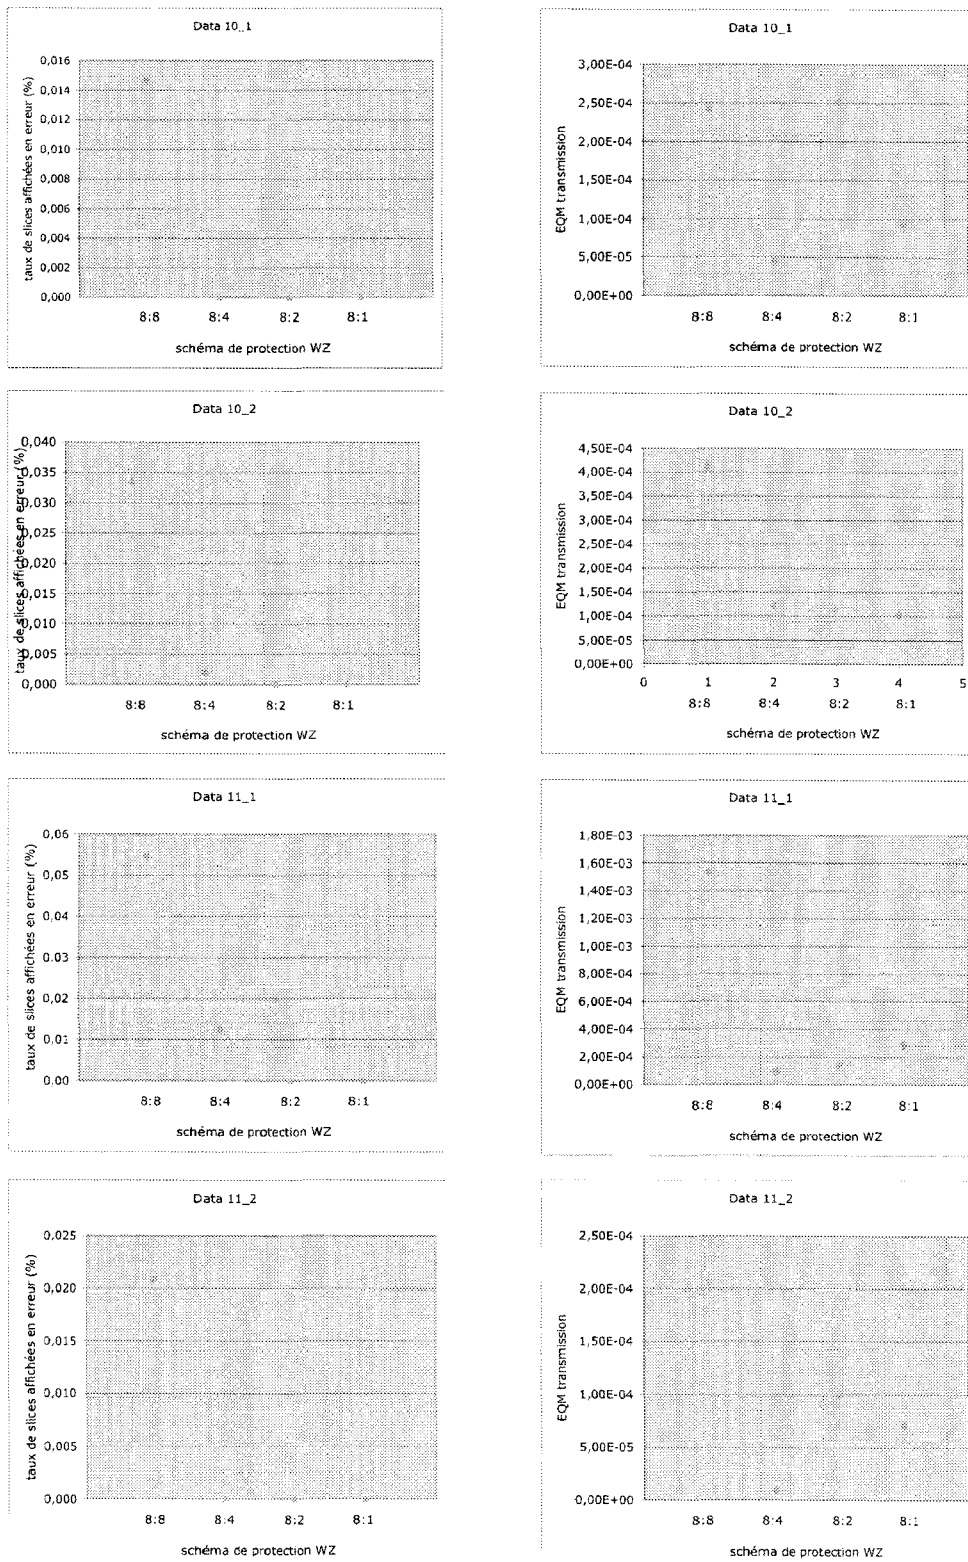 Data 10_1
taux de slices affichées en erreur (%)
0,016
0,014
0,012
0,010
0,008
0,006
0,004
0,002
0,000
8:8 8:4 8:2 8:1
schéma de protection WZ
Data 10_1
EQM transmission
3,00E-04
2,50E-04
2,00E-04
1,50E-04
1,00E-04
5,00E-05
0,00E+00
8:8 8:4 8:2 8:1
schéma de protection WZ
Data 10_2
taux de slices affichées en erreur (%)
0,040
0,035
0,030
0,025
0,020
0,015
0,010
0,005
0,000
8:8 8:4 8:2 8:1
schéma de protection WZ
Data 10_2
EQM transmission
4,50E-04
4,00E-04
3,50E-04
3,00E-04
2,50E-04
2,00E-04
1,50E-04
1,00E-04
5,00E-05
0,00E+00
0 1 2 3 4 5
8:8 8:4 8:2 8:1
schéma de protection WZ
Data 11_1
taux de slices affichées en erreur (%)
0,06
0,05
0,04
0,03
0,02
0,01
0,00
8:8 8:4 8:2 8:1
schéma de protection WZ
Data 11_1
EQM transmission
1,80E-03
1,60E-03
1,40E-03
1,20E-03
1,00E-03
8,00E-04
6,00E-04
4,00E-04
2,00E-04
0,00E+00
8:8 8:4 8:2 8:1
schéma de protection WZ
Data 11_2
taux de slices affichées en erreur (%)
0,025
0,020
0,015
0,010
0,005
0,000
8:8 8:4 8:2 8:1
schéma de protection WZ
Data 11_2
EQM transmission
2,50E-04
2,00E-04
1,50E-04
1,00E-04
5,00E-05
0,00E+00
8:8 8:4 8:2 8:1
schéma de protection WZ